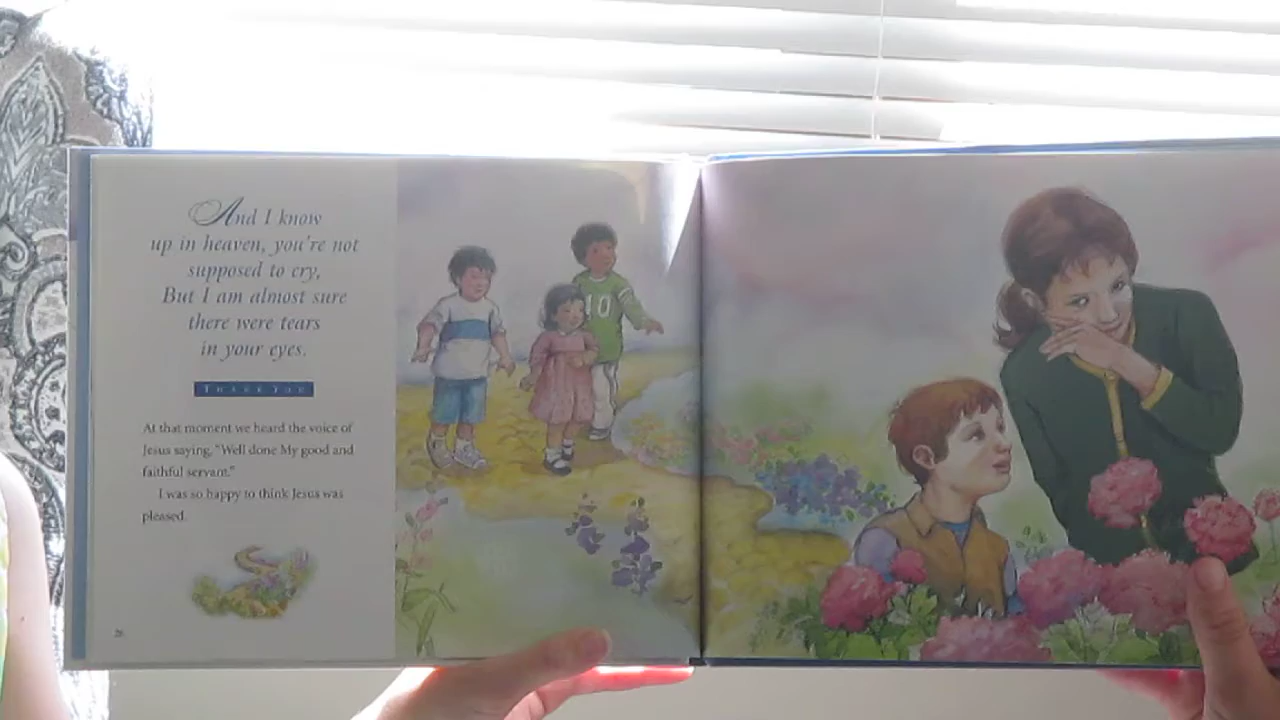 And I know
up in heaven, you're not
supposed to cry,
But I am almost sure
there were tears
in your eyes.
THANK YOU
At that moment we heard the voice of
Jesus saying, "Well done My good and
faithful servant."
I was so happy to think Jesus was
pleased.
10